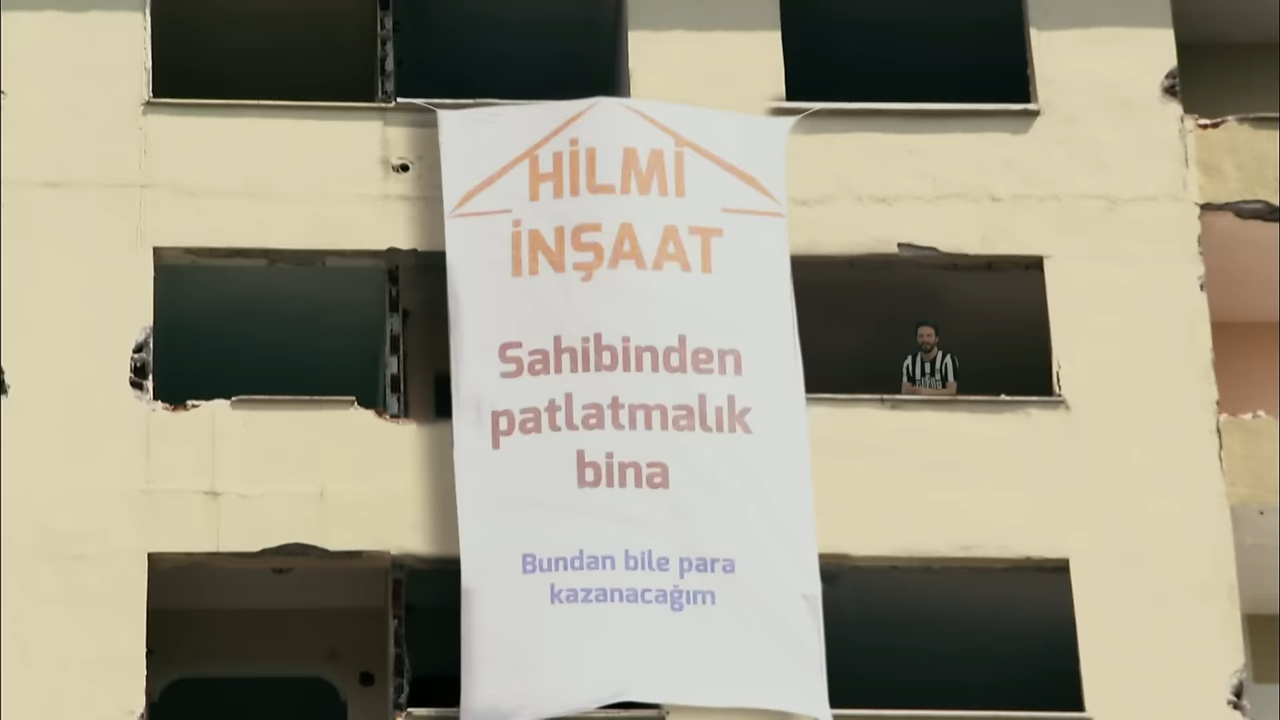 HİLMİ
İNŞAAT
Sahibinden
patlatmalık
bina
Bundan bile para
kazanacağım